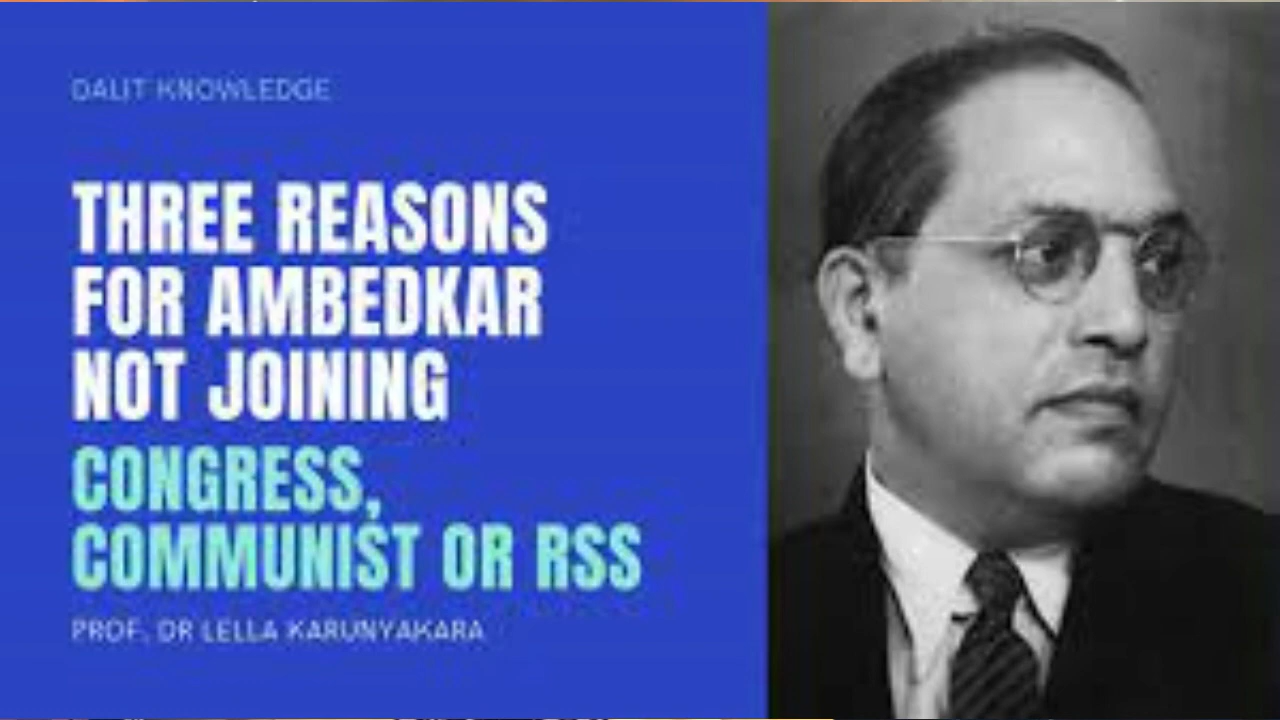 DALIT KNOWLEDGE
THREE REASONS
FOR AMBEDKAR
NOT JOINING
CONGRESS,
COMMUNIST OR RSS
PROF. DR LELLA KARUNYAKARA